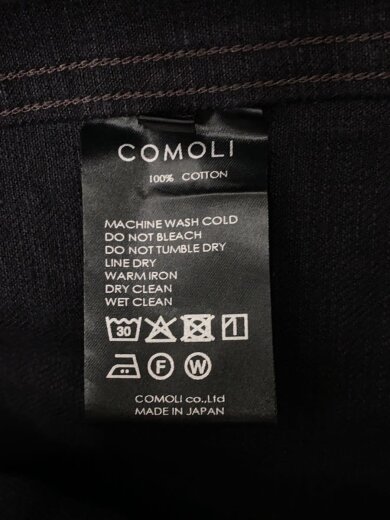 COMOLI
100% COTTON
MACHINE WASH COLD
DO NOT BLEACH
DO NOT TUMBLE DRY
LINE DRY
WARM IRON
DRY CLEAN
WET CLEAN
30
F W
COMOLI co.,Ltd
MADE IN JAPAN